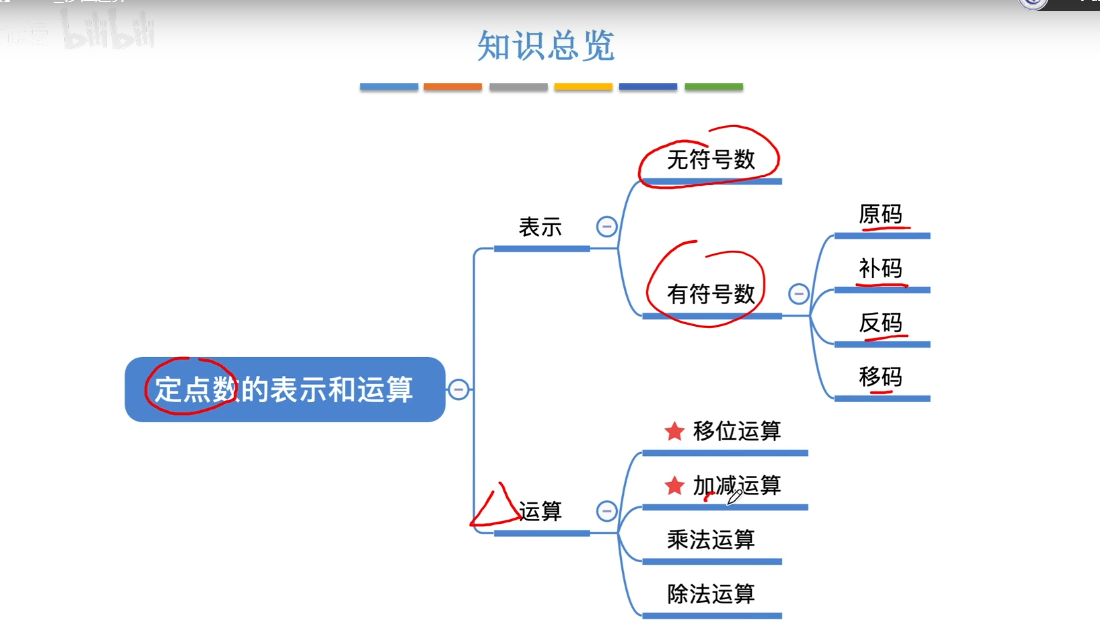 bilibili
知识总览
无符号数
原码
表示
补码
有符号数
反码
移码
定点数的表示和运算
移位运算
加减运算
运算
乘法运算
除法运算